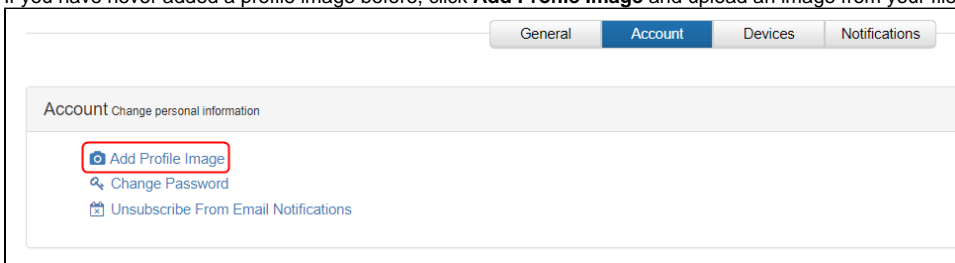 If you have never added a profile image before, click Add Profile Image and upload an image from your file
General Account Devices Notifications
Account Change personal information
Add Profile Image
Change Password
Unsubscribe From Email Notifications